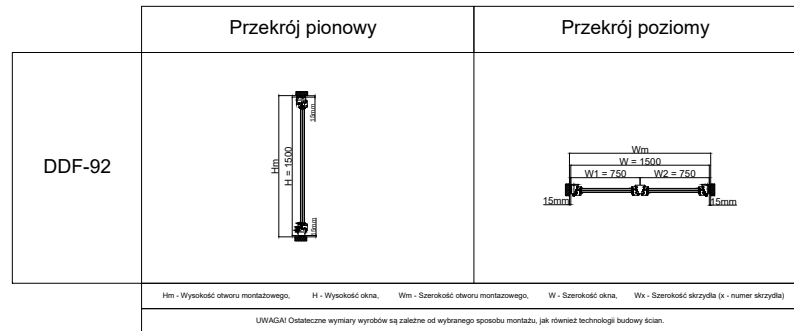 Przekrój pionowy
Przekrój poziomy
DDF-92
Hm
H = 1500
15mm
15mm
Wm
W = 1500
W1 = 750
W2 = 750
15mm
15mm
Hm - Wysokość otworu montażowego, H - Wysokość okna, Wm - Szerokość otworu montazowego, W - Szerokość okna, Wx - Szerokość skrzydła (x - numer skrzydła)
UWAGA! Ostateczne wymiary wyrobów są zależne od wybranego sposobu montażu, jak również technologii budowy ścian.